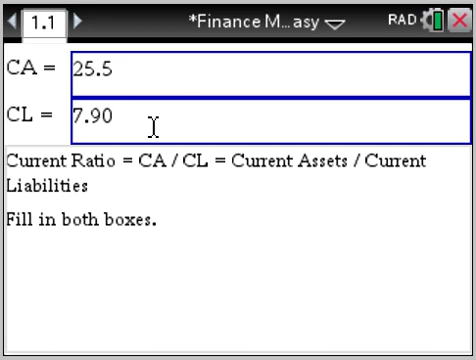 1.1 *Finance M...asy RAD
CA = 25.5
CL = 7.90
Current Ratio = CA / CL = Current Assets / Current
Liabilities
Fill in both boxes.